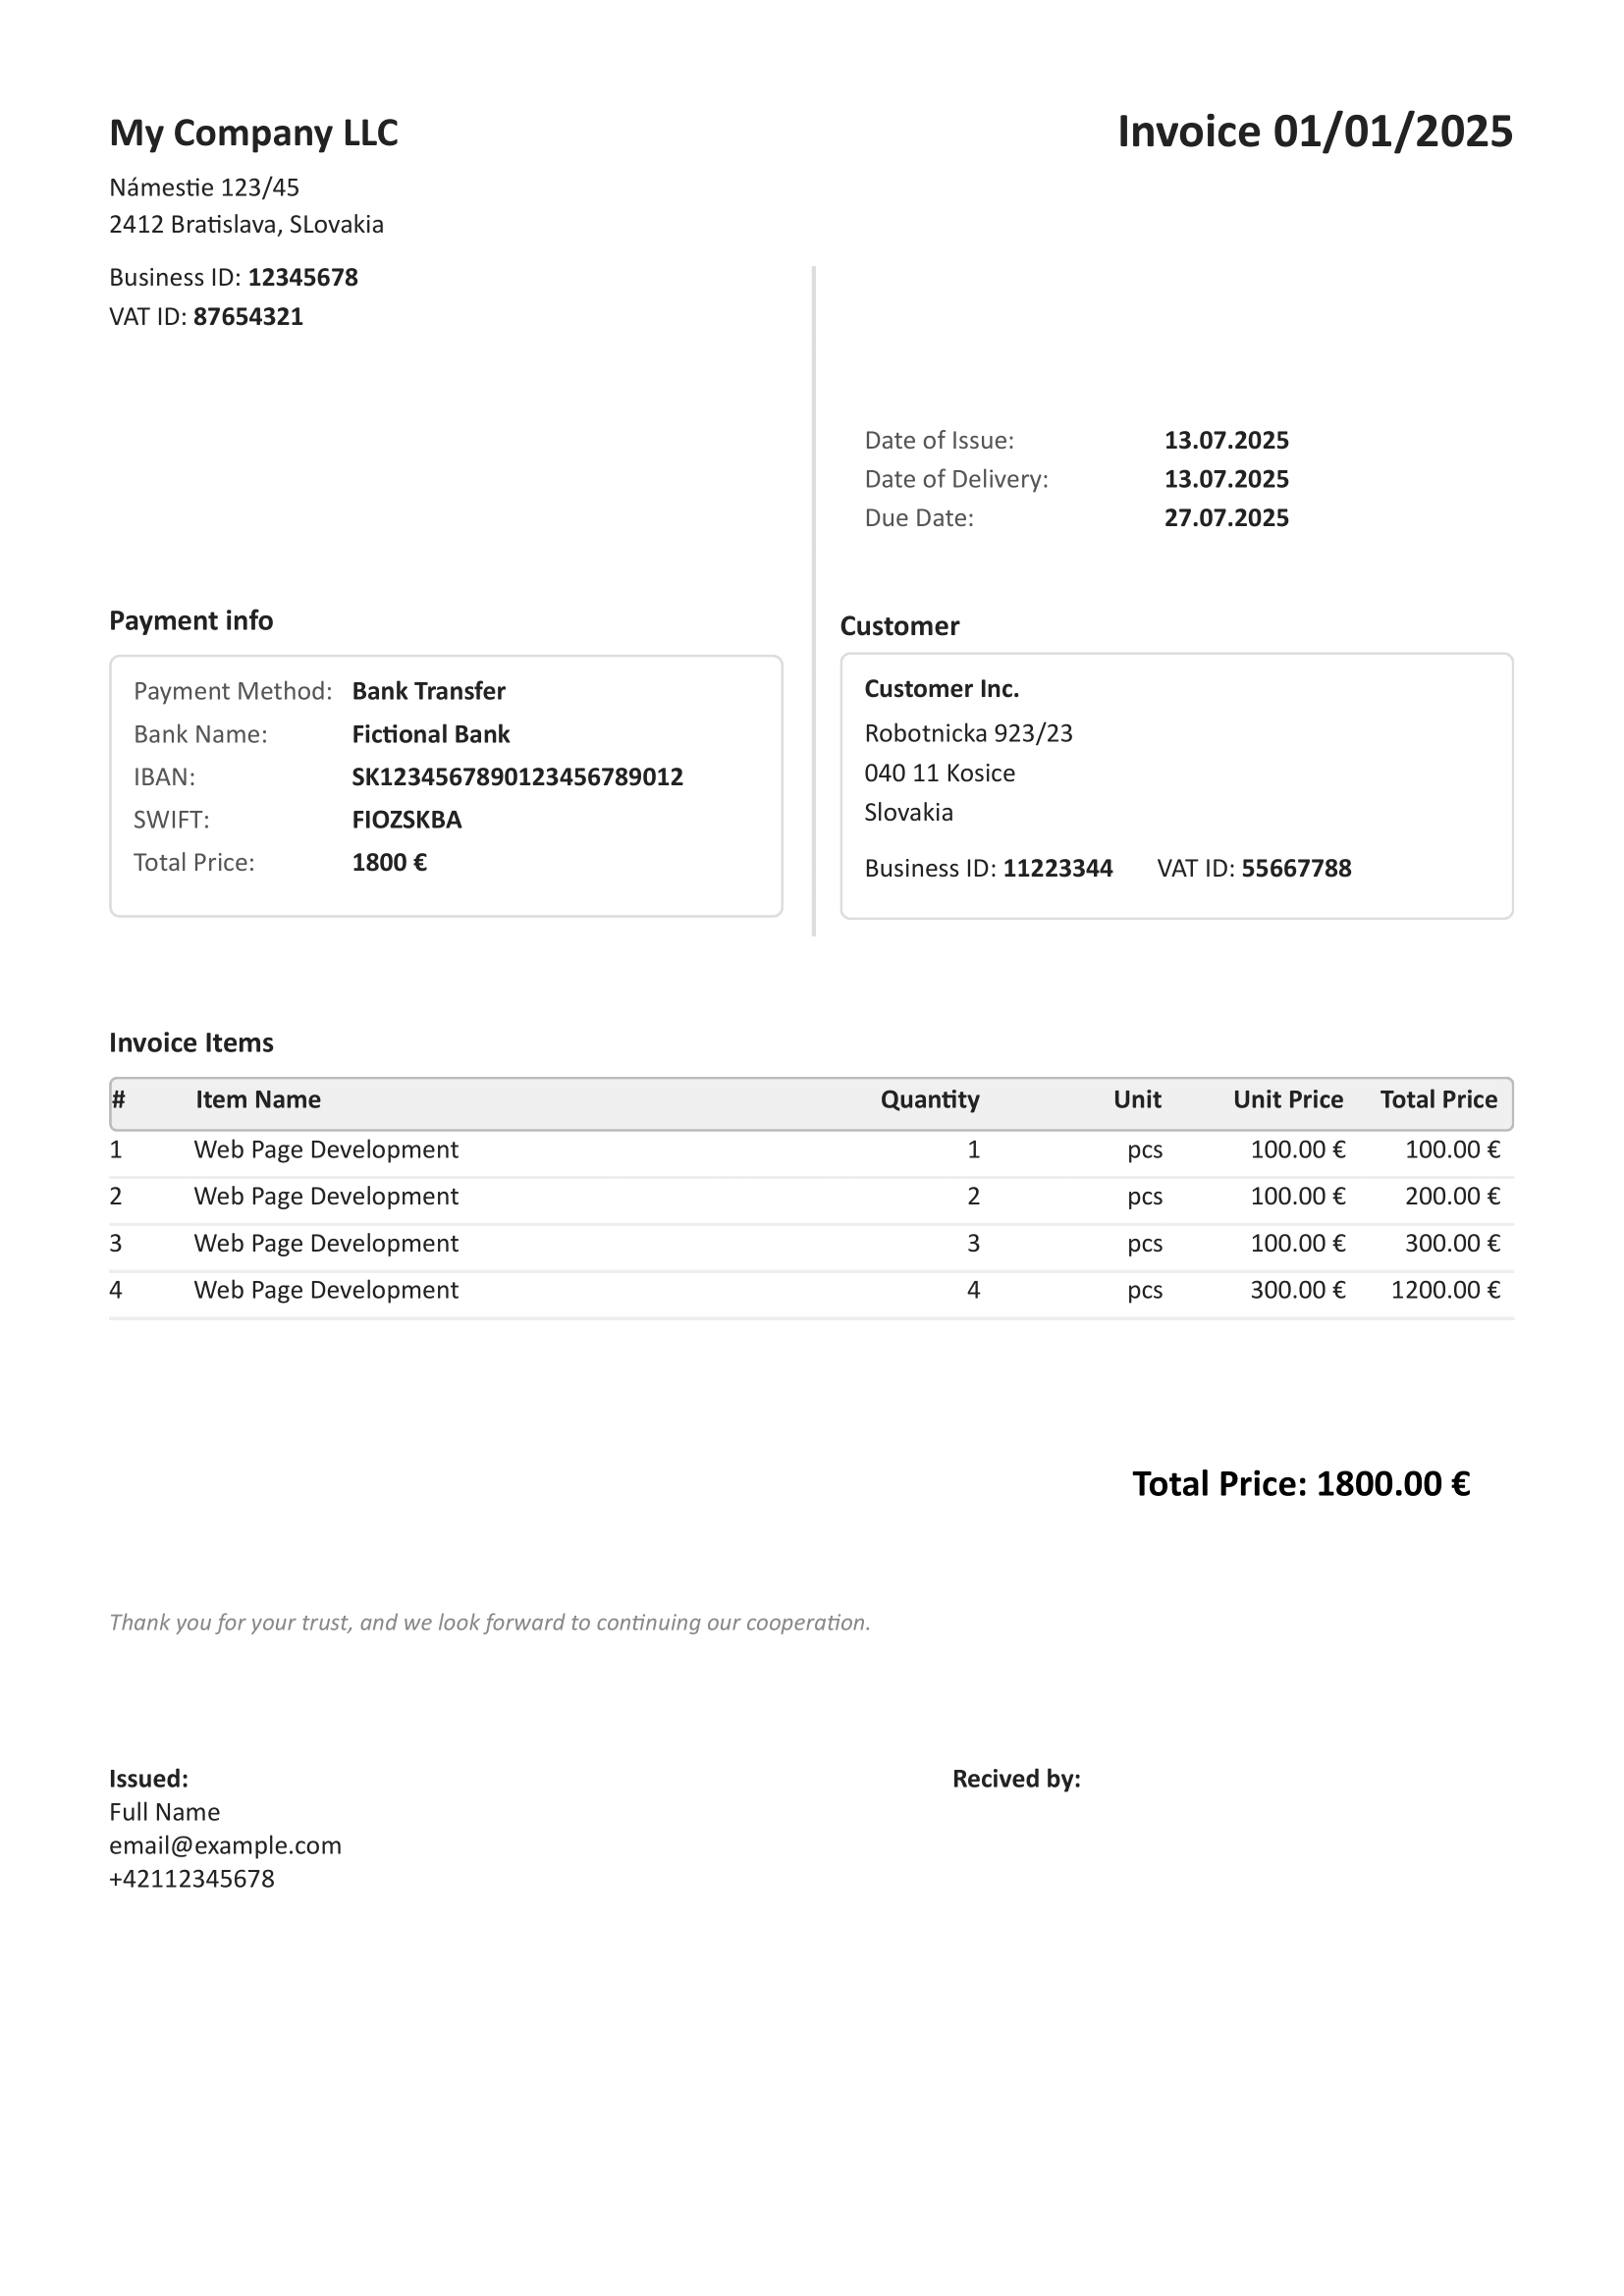 My Company LLC
Invoice 01/01/2025
Námestie 123/45
2412 Bratislava, SLovakia
Business ID: 12345678
VAT ID: 87654321
Date of Issue: 13.07.2025
Date of Delivery: 13.07.2025
Due Date: 27.07.2025
Payment info
Payment Method: Bank Transfer
Bank Name: Fictional Bank
IBAN: SK1234567890123456789012
SWIFT: FIOZSKBA
Total Price: 1800 €
Customer
Customer Inc.
Robotnicka 923/23
040 11 Kosice
Slovakia
Business ID: 11223344 VAT ID: 55667788
Invoice Items
# Item Name Quantity Unit Unit Price Total Price
1 Web Page Development 1 pcs 100.00 € 100.00 €
2 Web Page Development 2 pcs 100.00 € 200.00 €
3 Web Page Development 3 pcs 100.00 € 300.00 €
4 Web Page Development 4 pcs 300.00 € 1200.00 €
Total Price: 1800.00 €
Thank you for your trust, and we look forward to continuing our cooperation.
Issued:
Full Name
email@example.com
+42112345678
Recived by: